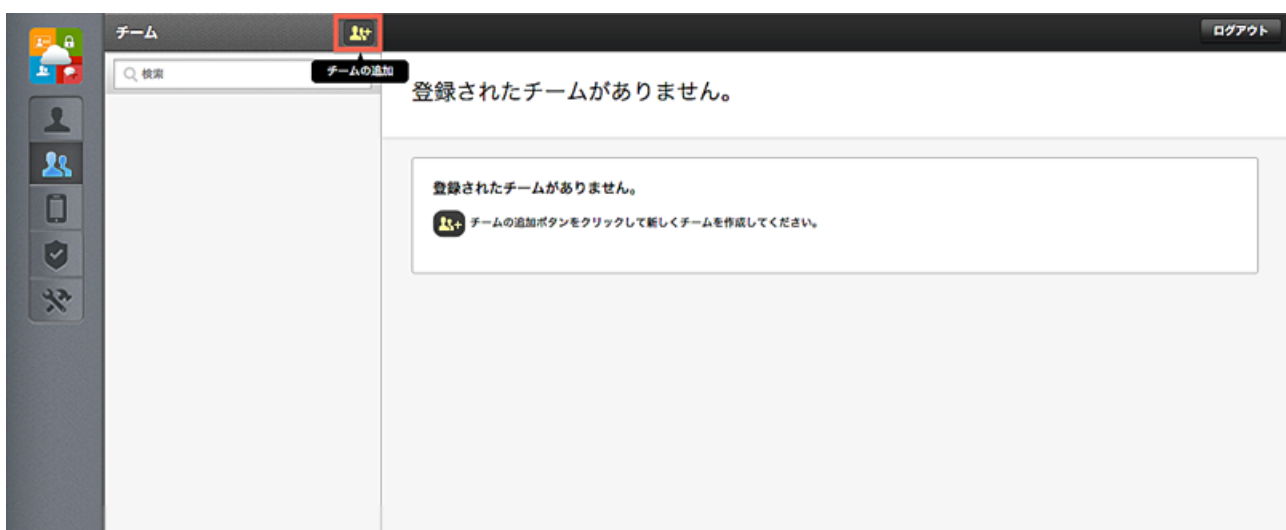 チーム
ログアウト
検索
チームの追加
登録されたチームがありません。
登録されたチームがありません。
チームの追加ボタンをクリックして新しくチームを作成してください。